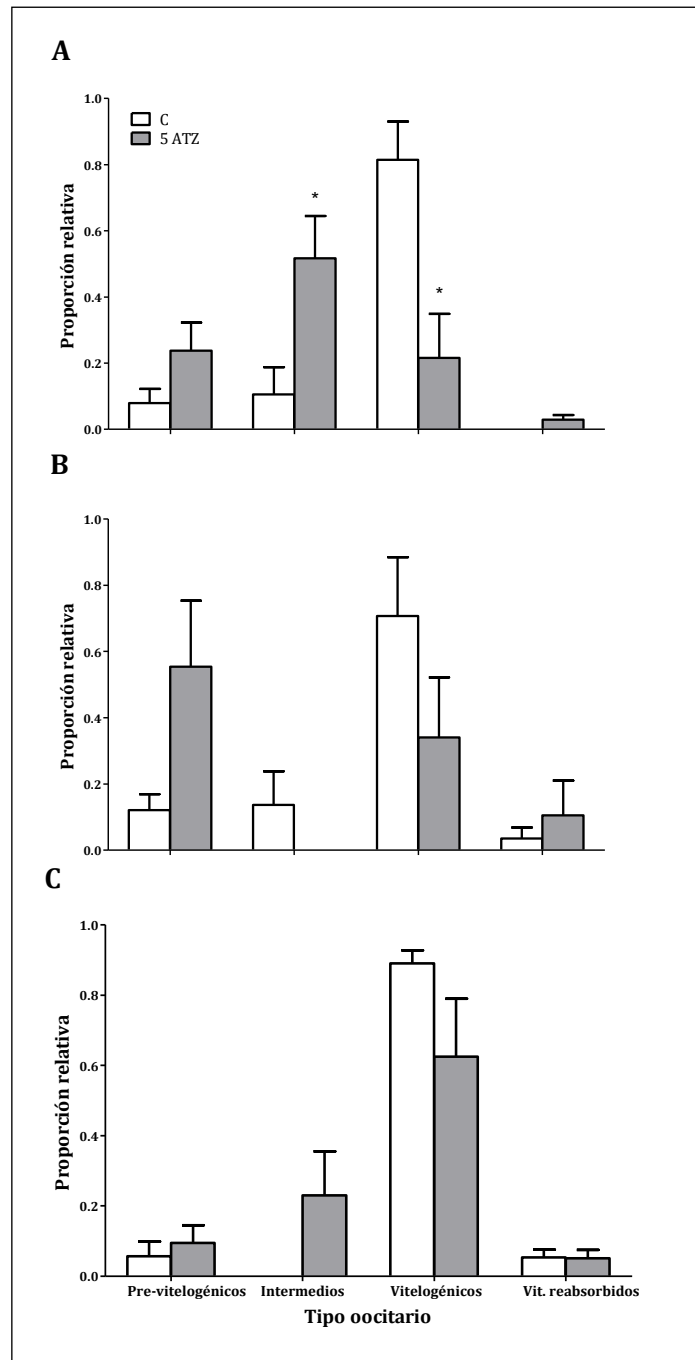 A
1.0
C
5 ATZ
0.8
*
0.6
*
0.4
0.2
0.0
Proporción relativa
B
1.0
0.8
0.6
0.4
0.2
0.0
Proporción relativa
C
1.0
0.8
0.6
0.4
0.2
0.0
Proporción relativa
Pre-vitelogénicos Intermedios Vitelogénicos Vit. reabsorbidos
Tipo oocitario